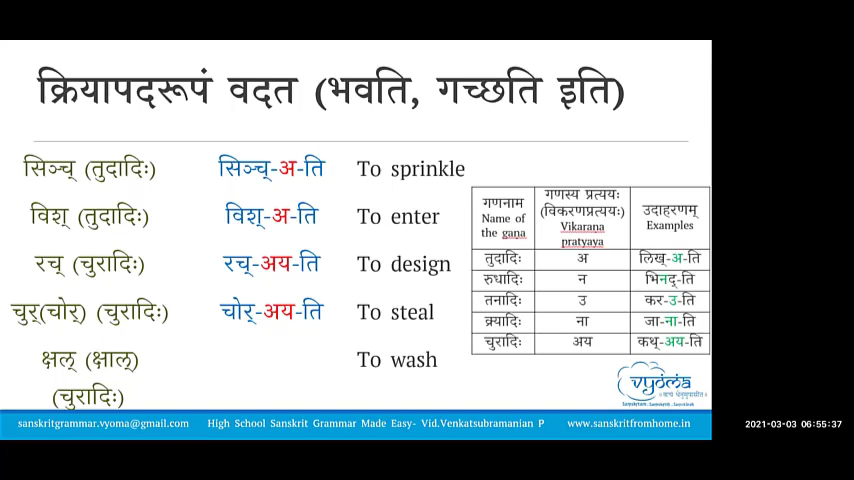 क्रियापदरूपं वदत (भवति, गच्छति इति)
सिञ्च् (तुदादिः) सिञ्च्-अ-ति To sprinkle
विश् (तुदादिः) विश्-अ-ति To enter
रच् (चुरादिः) रच्-अय-ति To design
चुर्(चोर्) (चुरादिः) चोर्-अय-ति To steal
क्षल् (क्षाल्) To wash
(चुरादिः)
गणनाम
Name of
the gana
गणस्य प्रत्ययः
(विकरणप्रत्ययः)
Vikarana
pratyaya
उदाहरणम्
Examples
तुदादिः अ लिख्-अ-ति
रुधादिः न भिनद्-ति
तनादिः उ कर-उ-ति
क्र्यादिः ना जा-ना-ति
चुरादिः अय कथ्-अय-ति
vyoma
sanskritgrammar.vyoma@gmail.com High School Sanskrit Grammar Made Easy- Vid.Venkatsubramanian P www.sanskritfromhome.in
2021-03-03 06:55:37